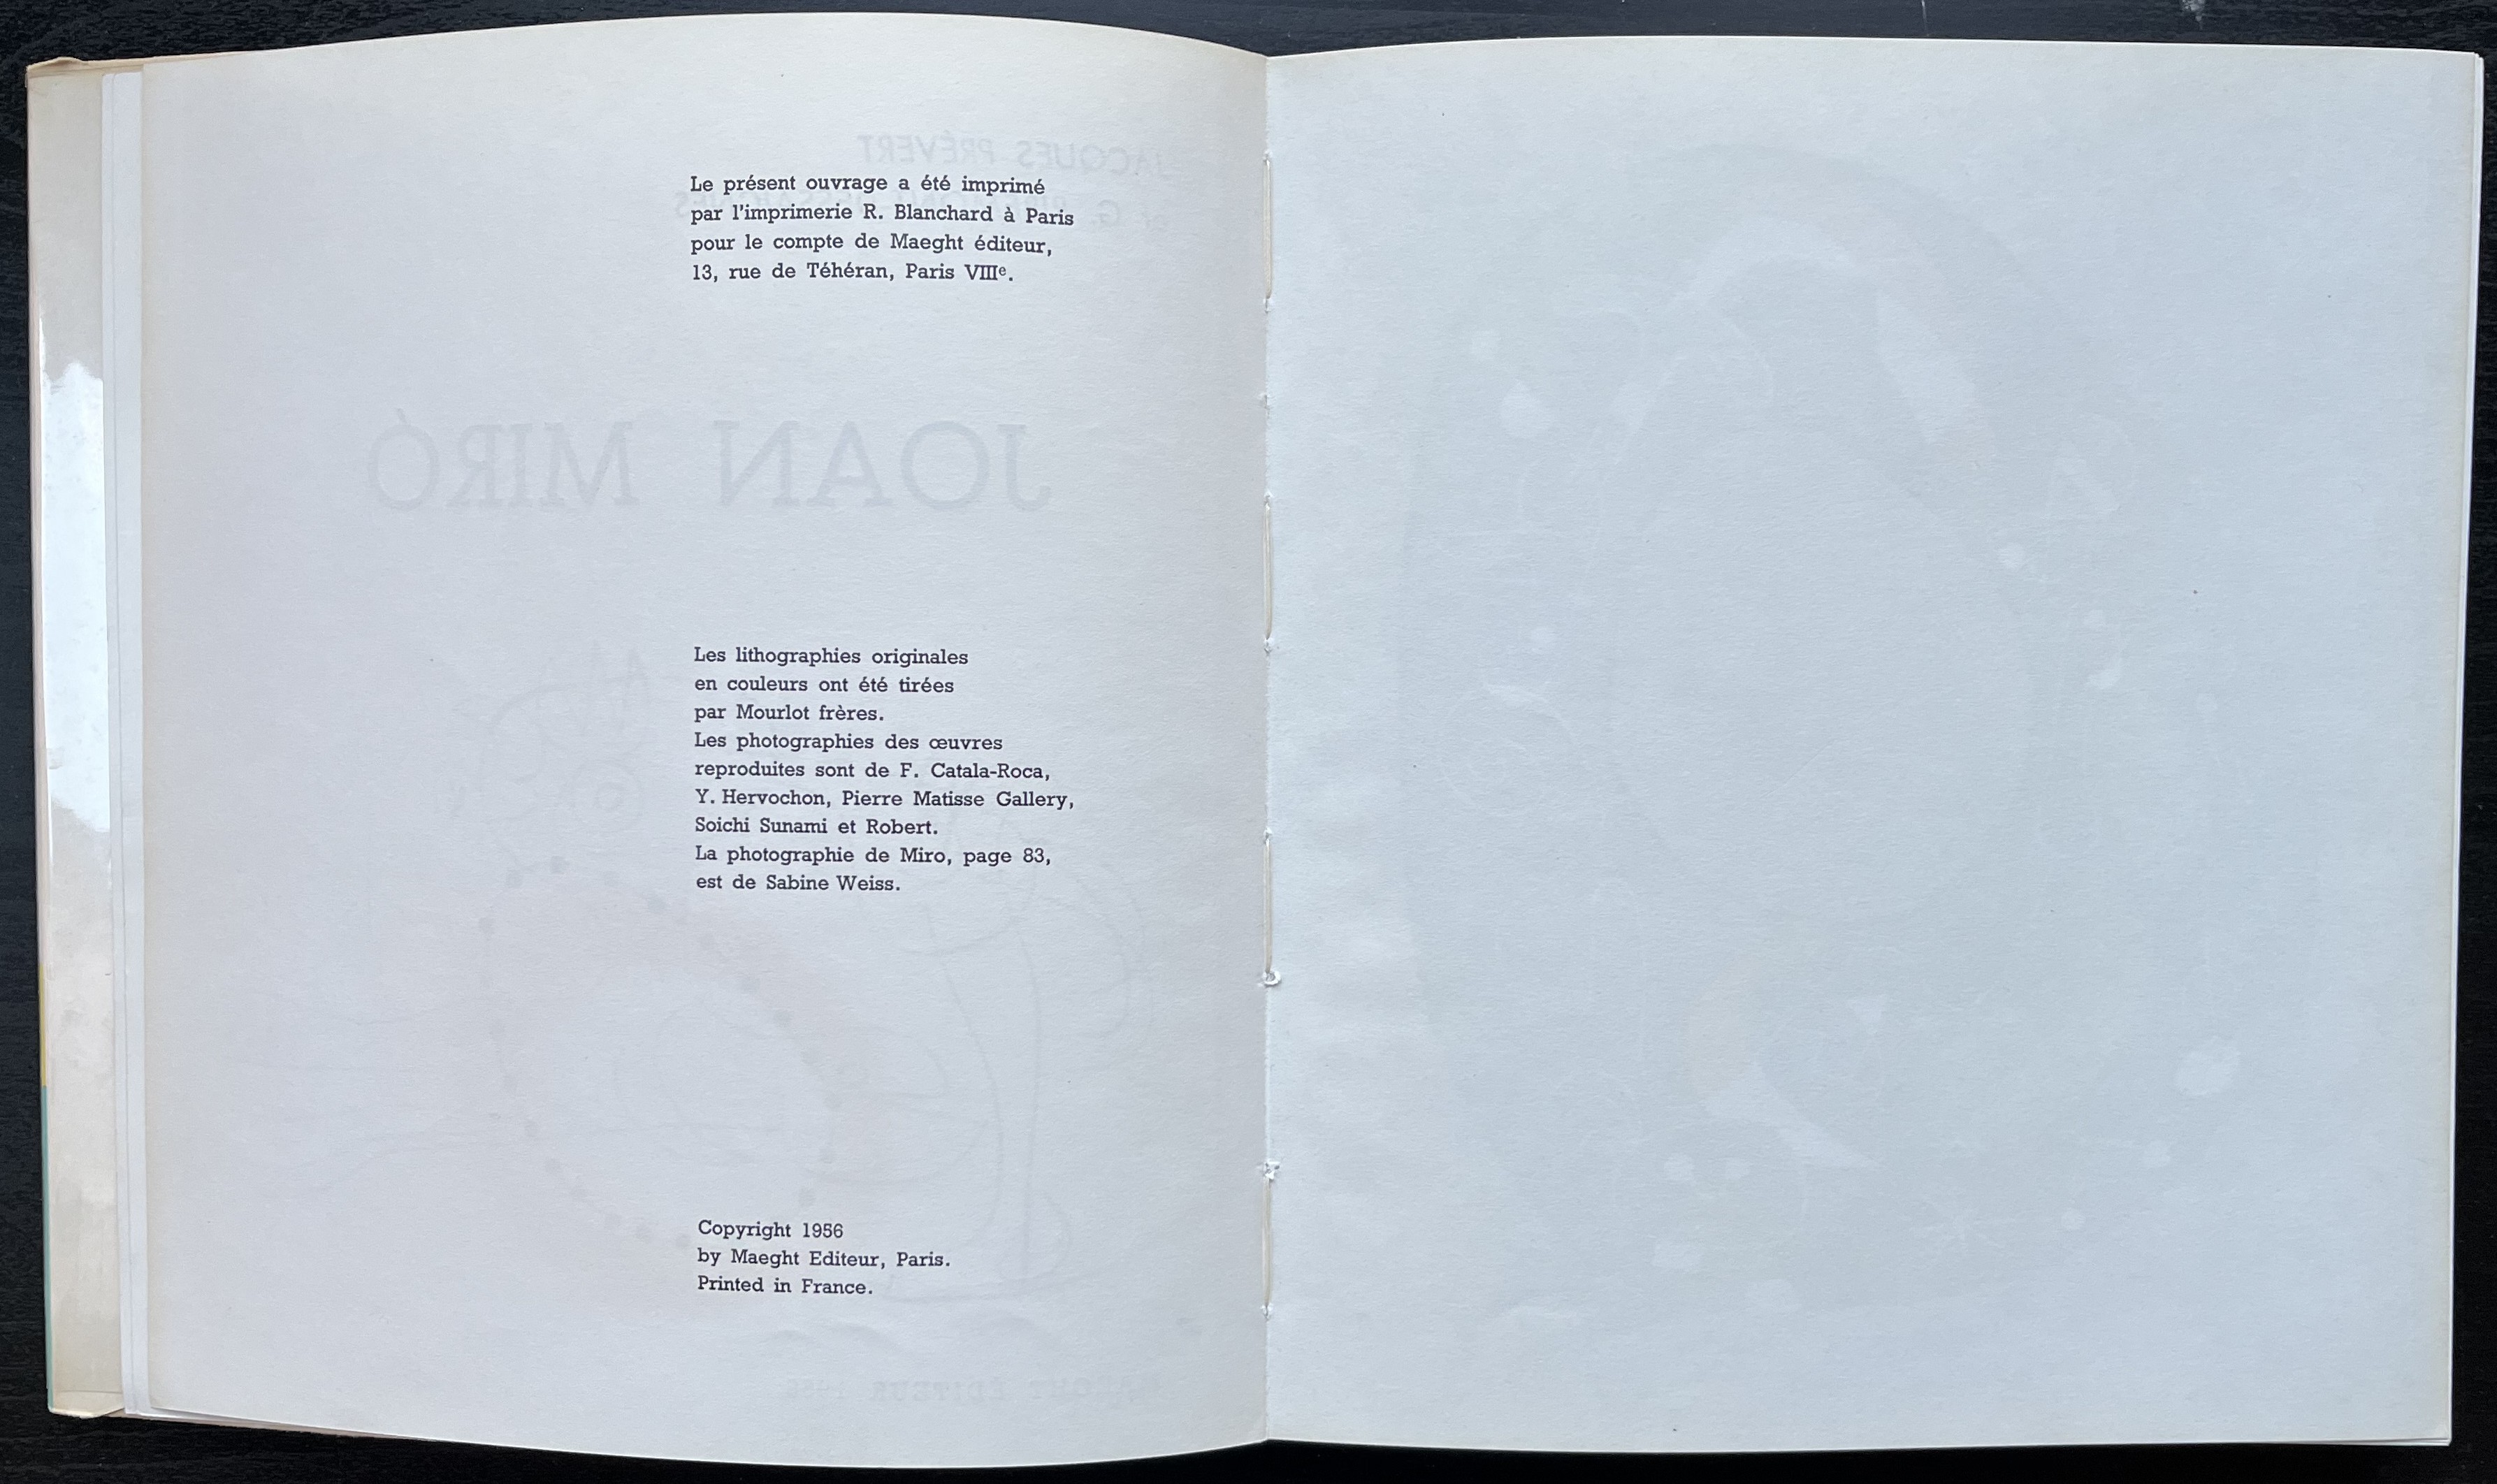 Le présent ouvrage a été imprimé
par l'imprimerie R. Blanchard à Paris
pour le compte de Maeght éditeur,
13, rue de Téhéran, Paris VIIIe.
JOAN MIRÓ
Les lithographies originales
en couleurs ont été tirées
par Mourlot frères.
Les photographies des œuvres
reproduites sont de F. Catala-Roca,
Y. Hervochon, Pierre Matisse Gallery,
Soichi Sunami et Robert.
La photographie de Miro, page 83,
est de Sabine Weiss.
Copyright 1956
by Maeght Editeur, Paris.
Printed in France.